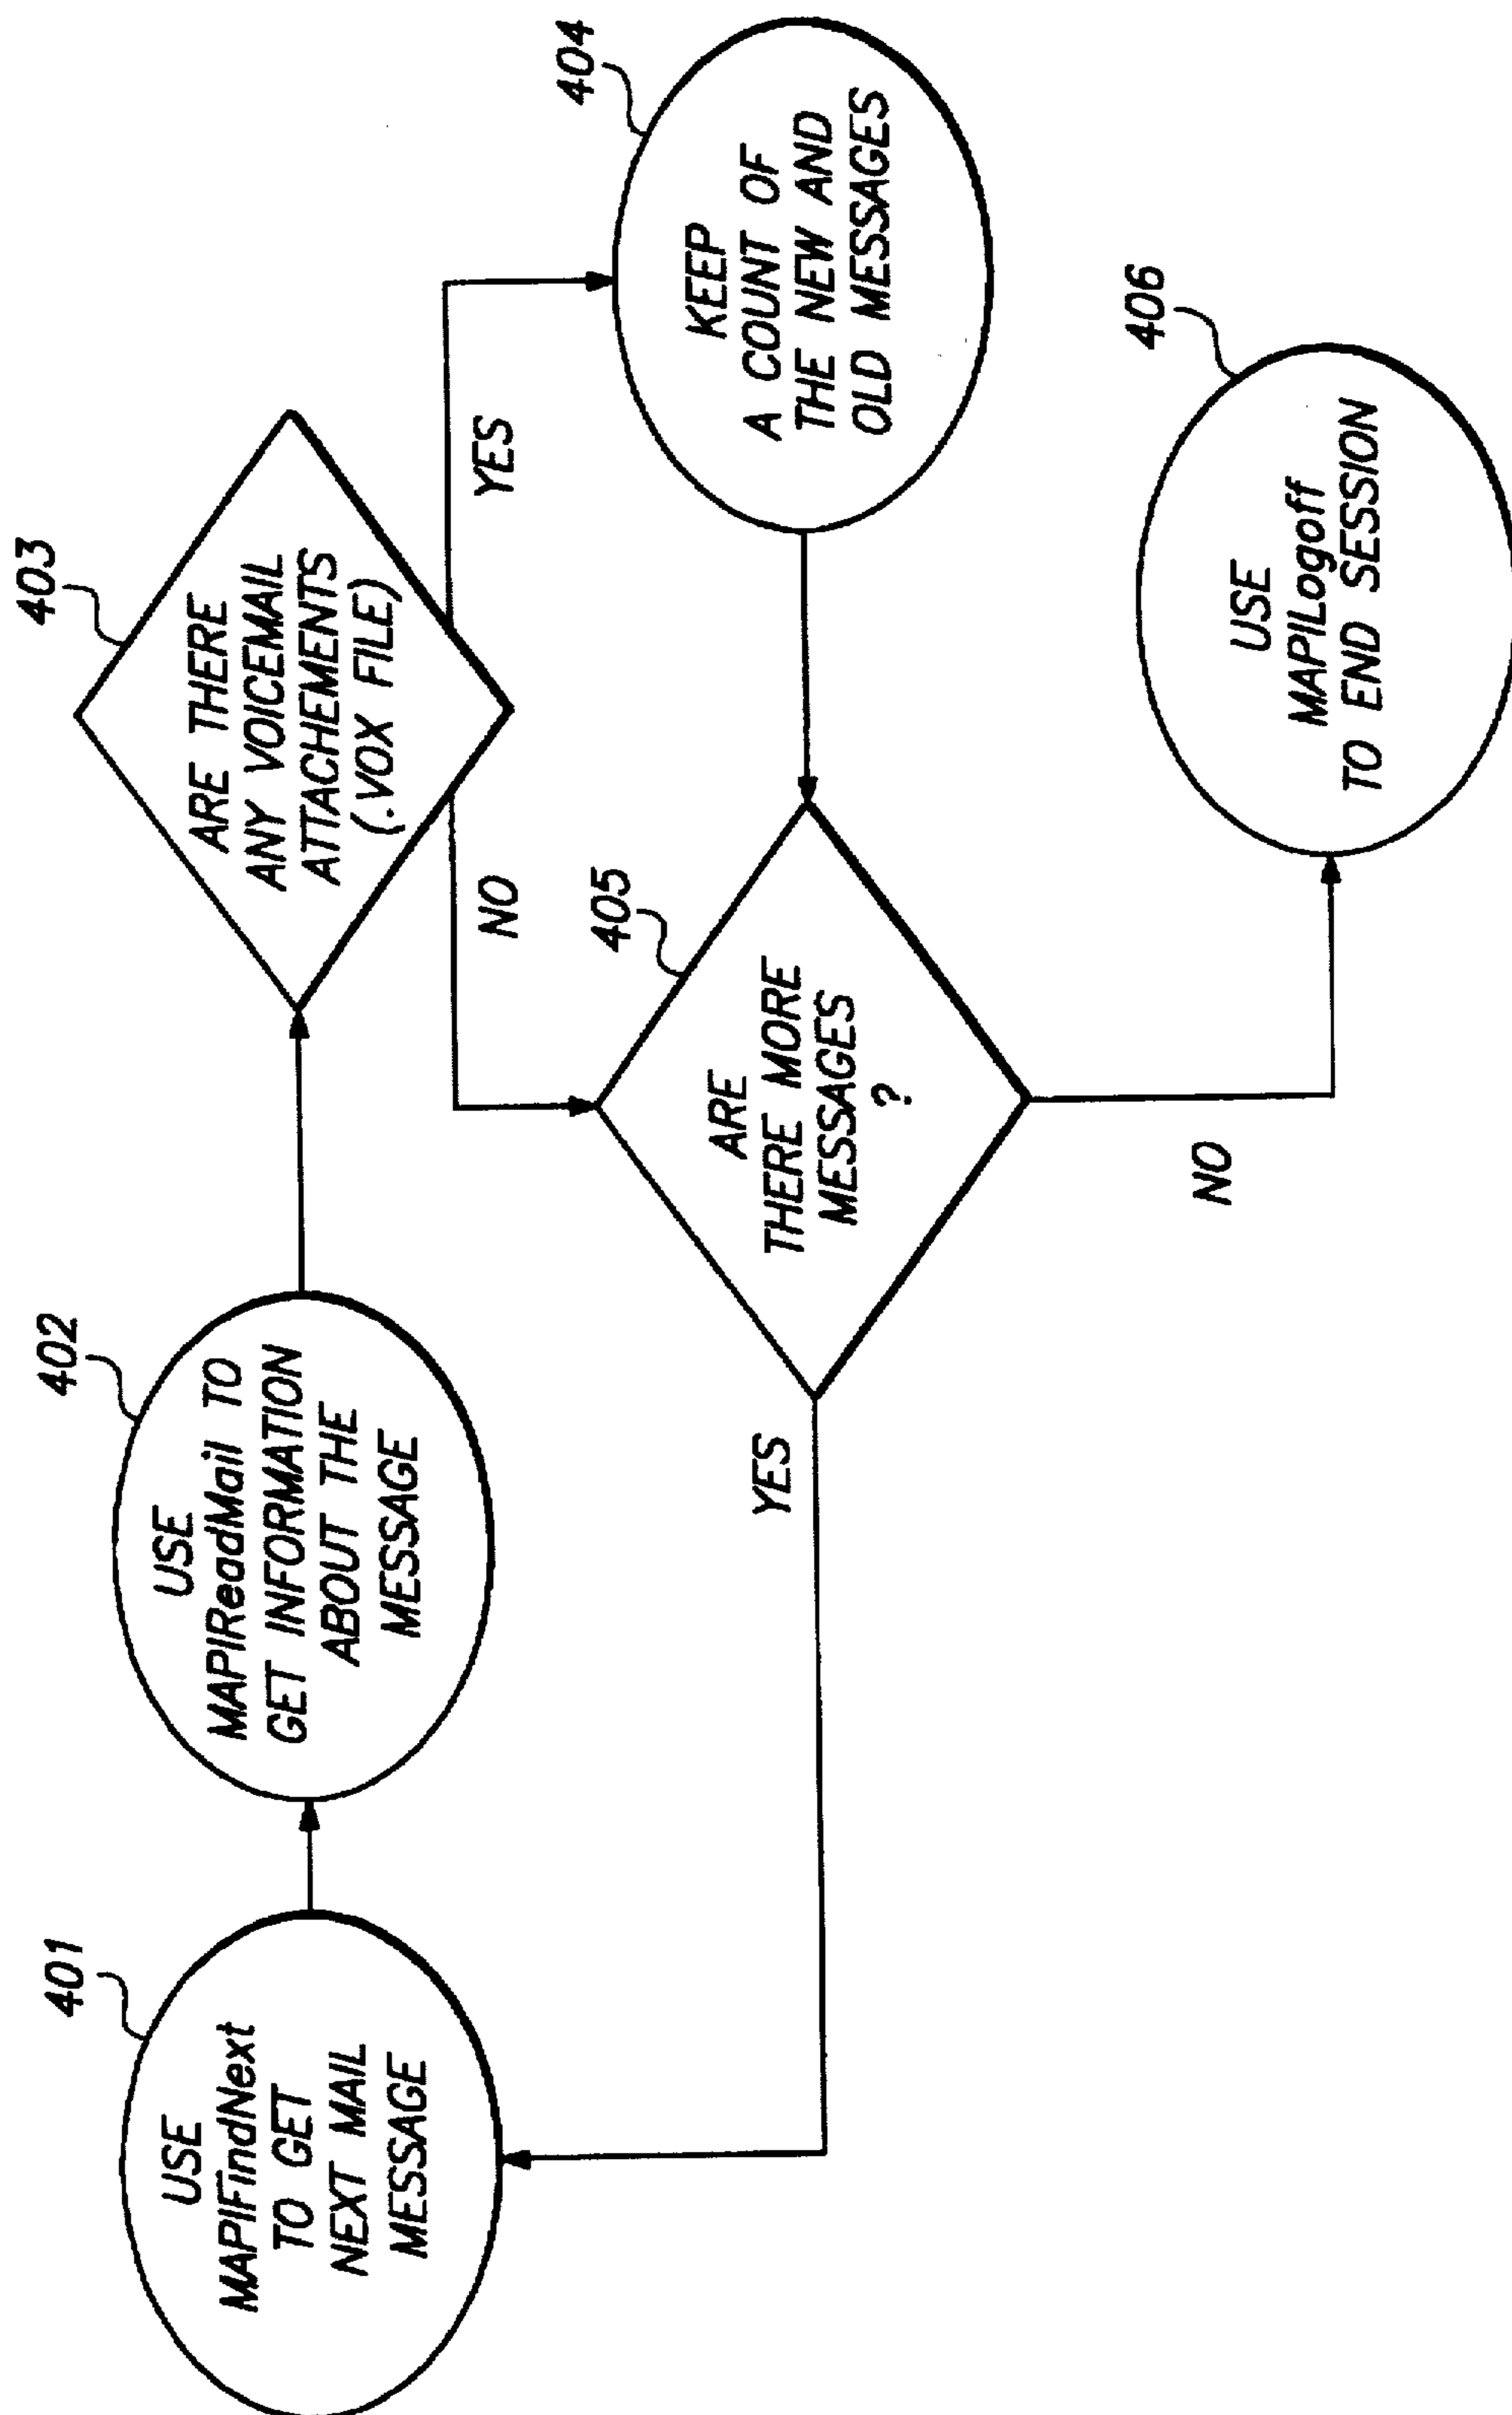 401
USE
MAPIFindNext
TO GET
NEXT MAIL
MESSAGE
402
USE
MAPIReadMail TO
GET INFORMATION
ABOUT THE
MESSAGE
403
ARE THERE
ANY VOICEMAIL
ATTACHEMENTS
(.VOX FILE)
YES
NO
404
KEEP
A COUNT OF
THE NEW AND
OLD MESSAGES
405
ARE
THERE MORE
MESSAGES
?
YES
NO
406
USE
MAPILogoff
TO END SESSION